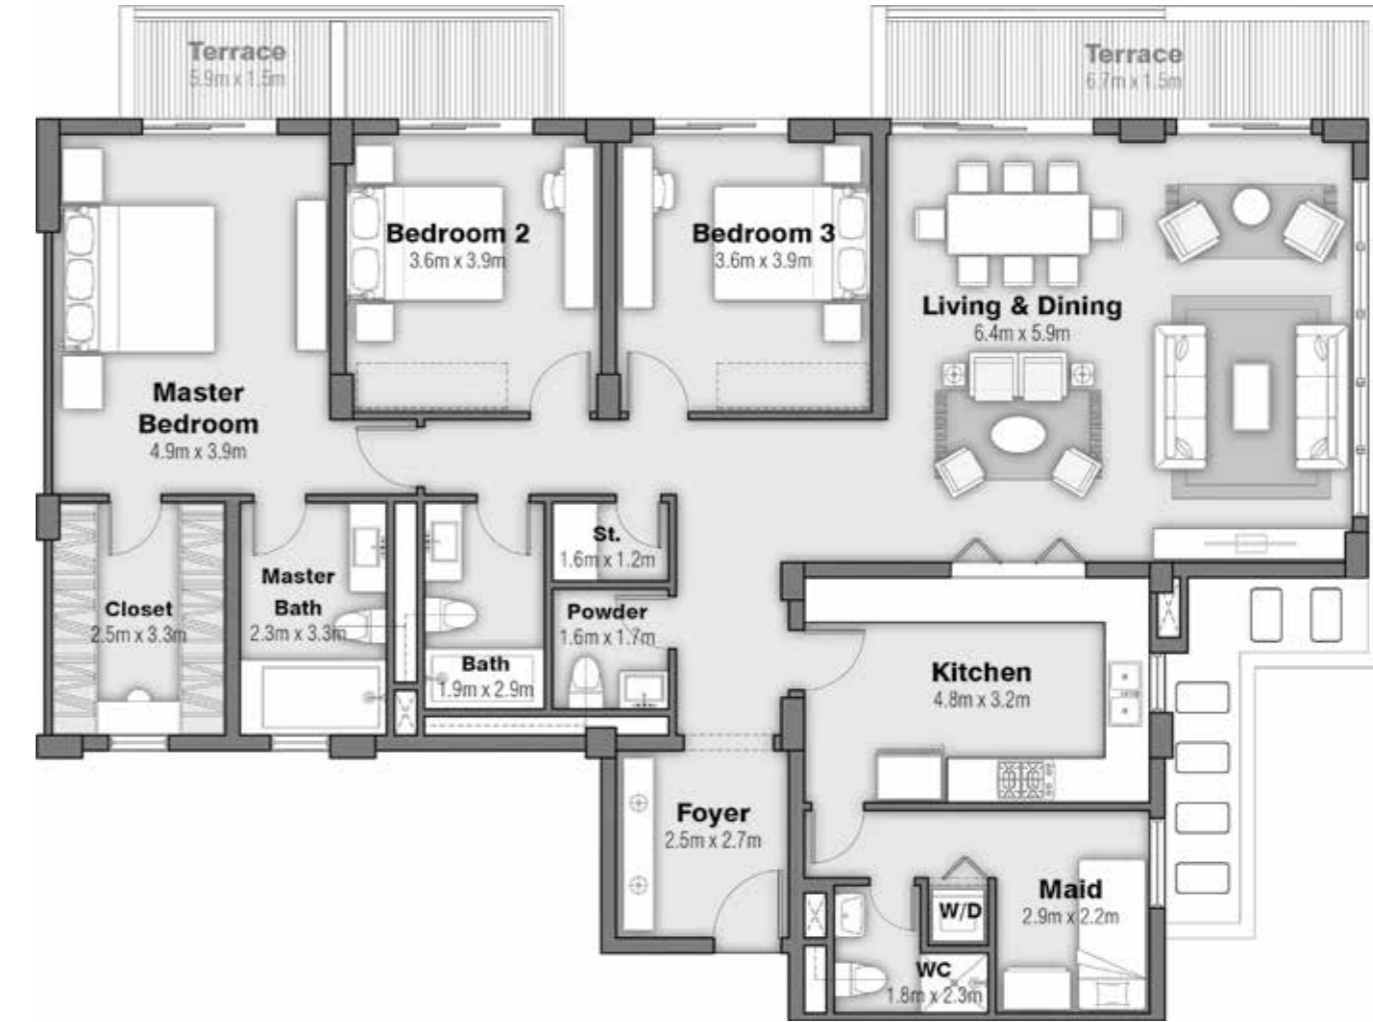 Terrace
5.9m x 1.5m
Terrace
6.7m x 1.5m
Bedroom 2
3.6m x 3.9m
Bedroom 3
3.6m x 3.9m
Living & Dining
6.4m x 5.9m
Master
Bedroom
4.9m x 3.9m
St.
1.6m x 1.2m
Master
Bath
2.3m x 3.3m
Closet
2.5m x 3.3m
Powder
1.6m x 1.7m
Bath
1.9m x 2.9m
Kitchen
4.8m x 3.2m
Foyer
2.5m x 2.7m
Maid
2.9m x 2.2m
W/D
WC
1.8m x 2.3m